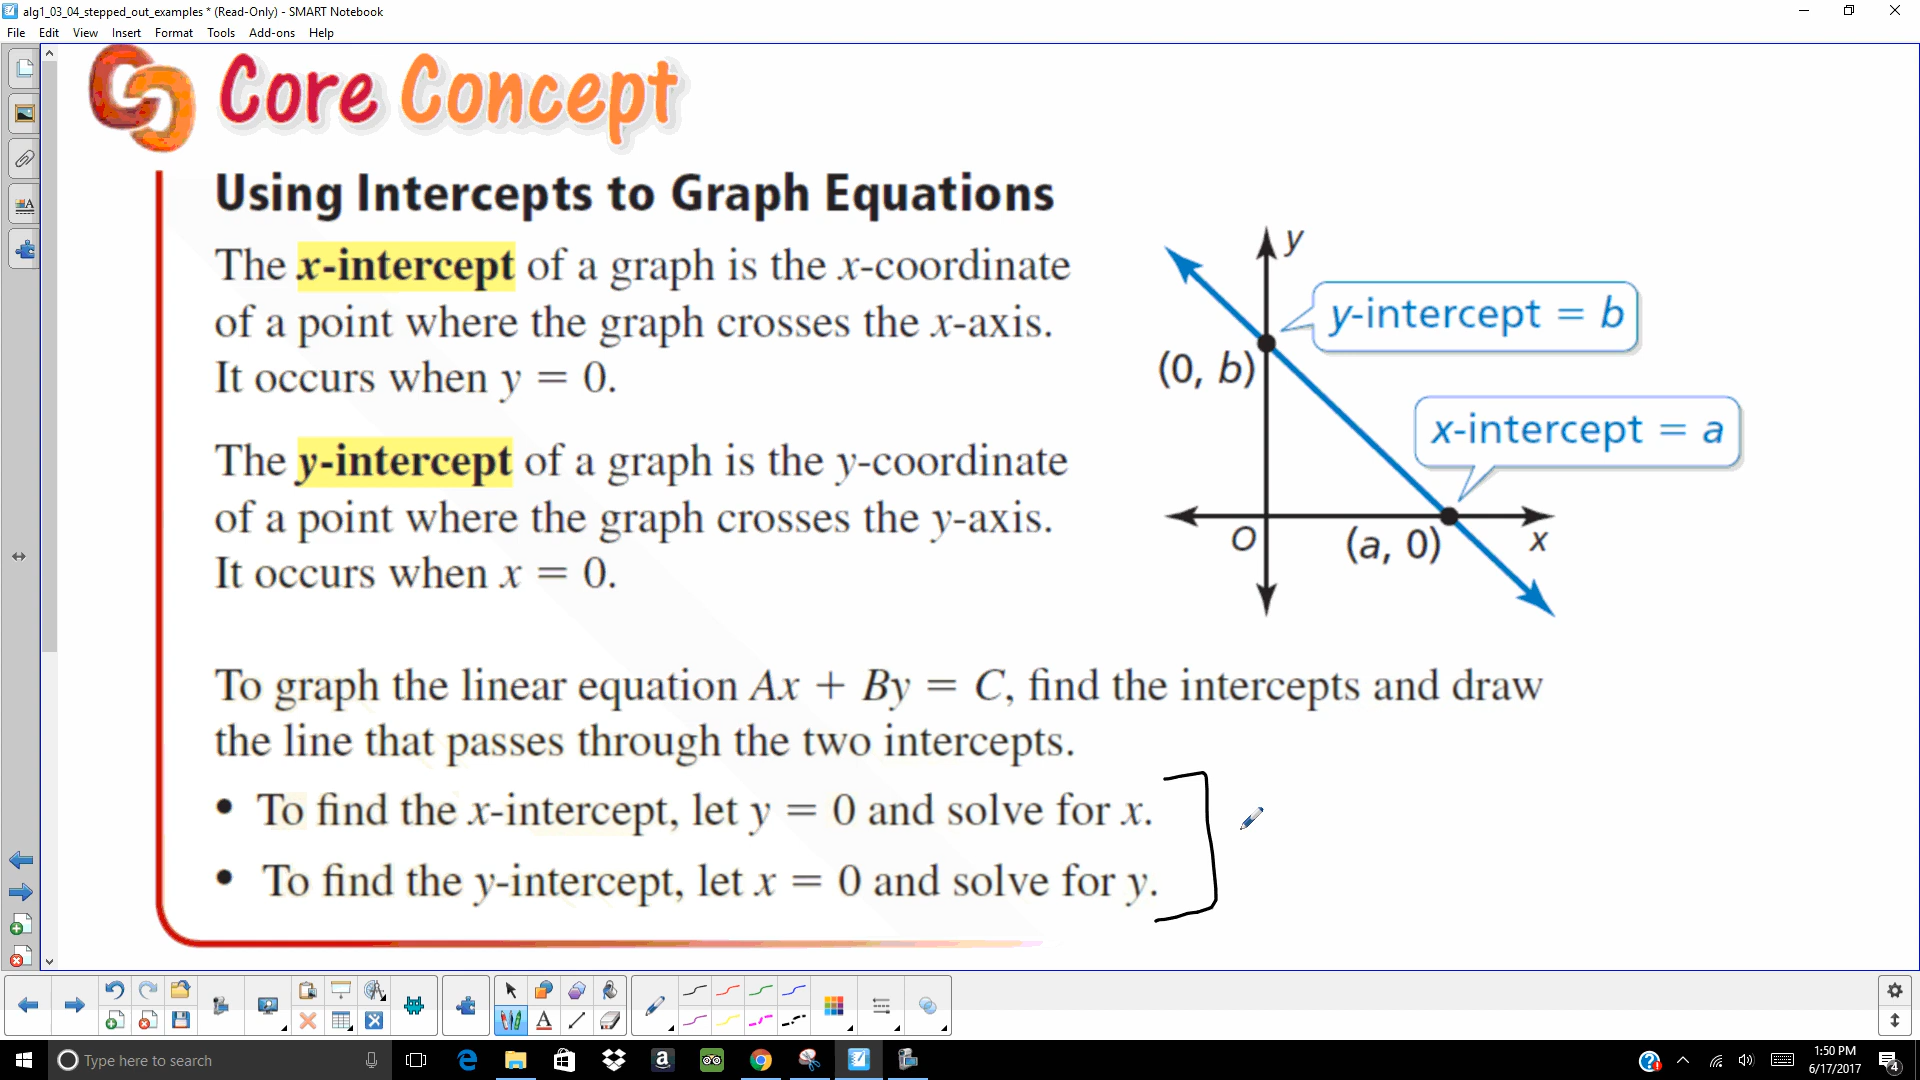 alg1_03_04_stepped_out_examples * (Read-Only) - SMART Notebook
File Edit View Insert Format Tools Add-ons Help
Core Concept
Using Intercepts to Graph Equations
The x-intercept of a graph is the x-coordinate
of a point where the graph crosses the x-axis.
It occurs when y = 0.
The y-intercept of a graph is the y-coordinate
of a point where the graph crosses the y-axis.
It occurs when x = 0.
y
y-intercept = b
(0, b)
x-intercept = a
O
(a, 0)
x
To graph the linear equation Ax + By = C, find the intercepts and draw
the line that passes through the two intercepts.
• To find the x-intercept, let y = 0 and solve for x.
• To find the y-intercept, let x = 0 and solve for y.
Type here to search
1:50 PM
6/17/2017
4